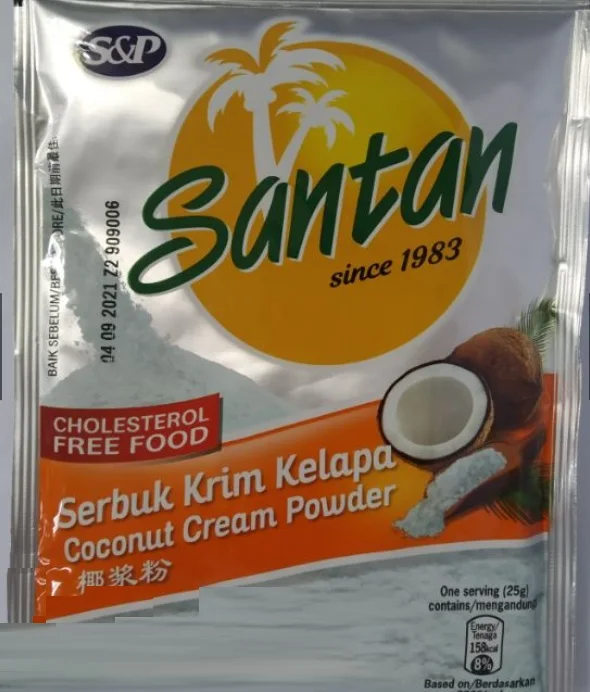 S&P
Santan
since 1983
BAIK SEBELUM/BEF ORE/此日期前最佳:
04 09 2021 Z2 909006
CHOLESTEROL
FREE FOOD
Serbuk Krim Kelapa
Coconut Cream Powder
椰浆粉
One serving (25g)
contains/mengandungi
Energy/
Tenaga
158kcal
8%
Based on/Berdasarkan